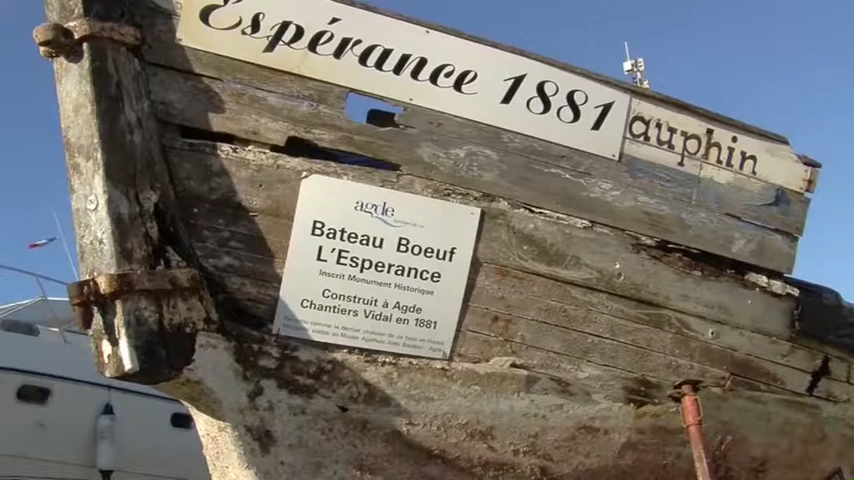 Espérance 1881
auphin
agde
Bateau Boeuf
L'Esperance
Inscrit Monument Historique
Construit à Agde
Chantiers Vidal en 1881